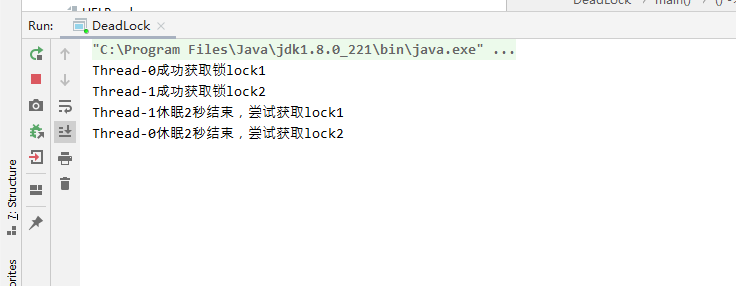 DeadLock
main()
Run:
DeadLock
"C:\Program Files\Java\jdk1.8.0_221\bin\java.exe" ...
Thread-0成功获取锁lock1
Thread-1成功获取锁lock2
Thread-1休眠2秒结束，尝试获取lock1
Thread-0休眠2秒结束，尝试获取lock2
7: Structure